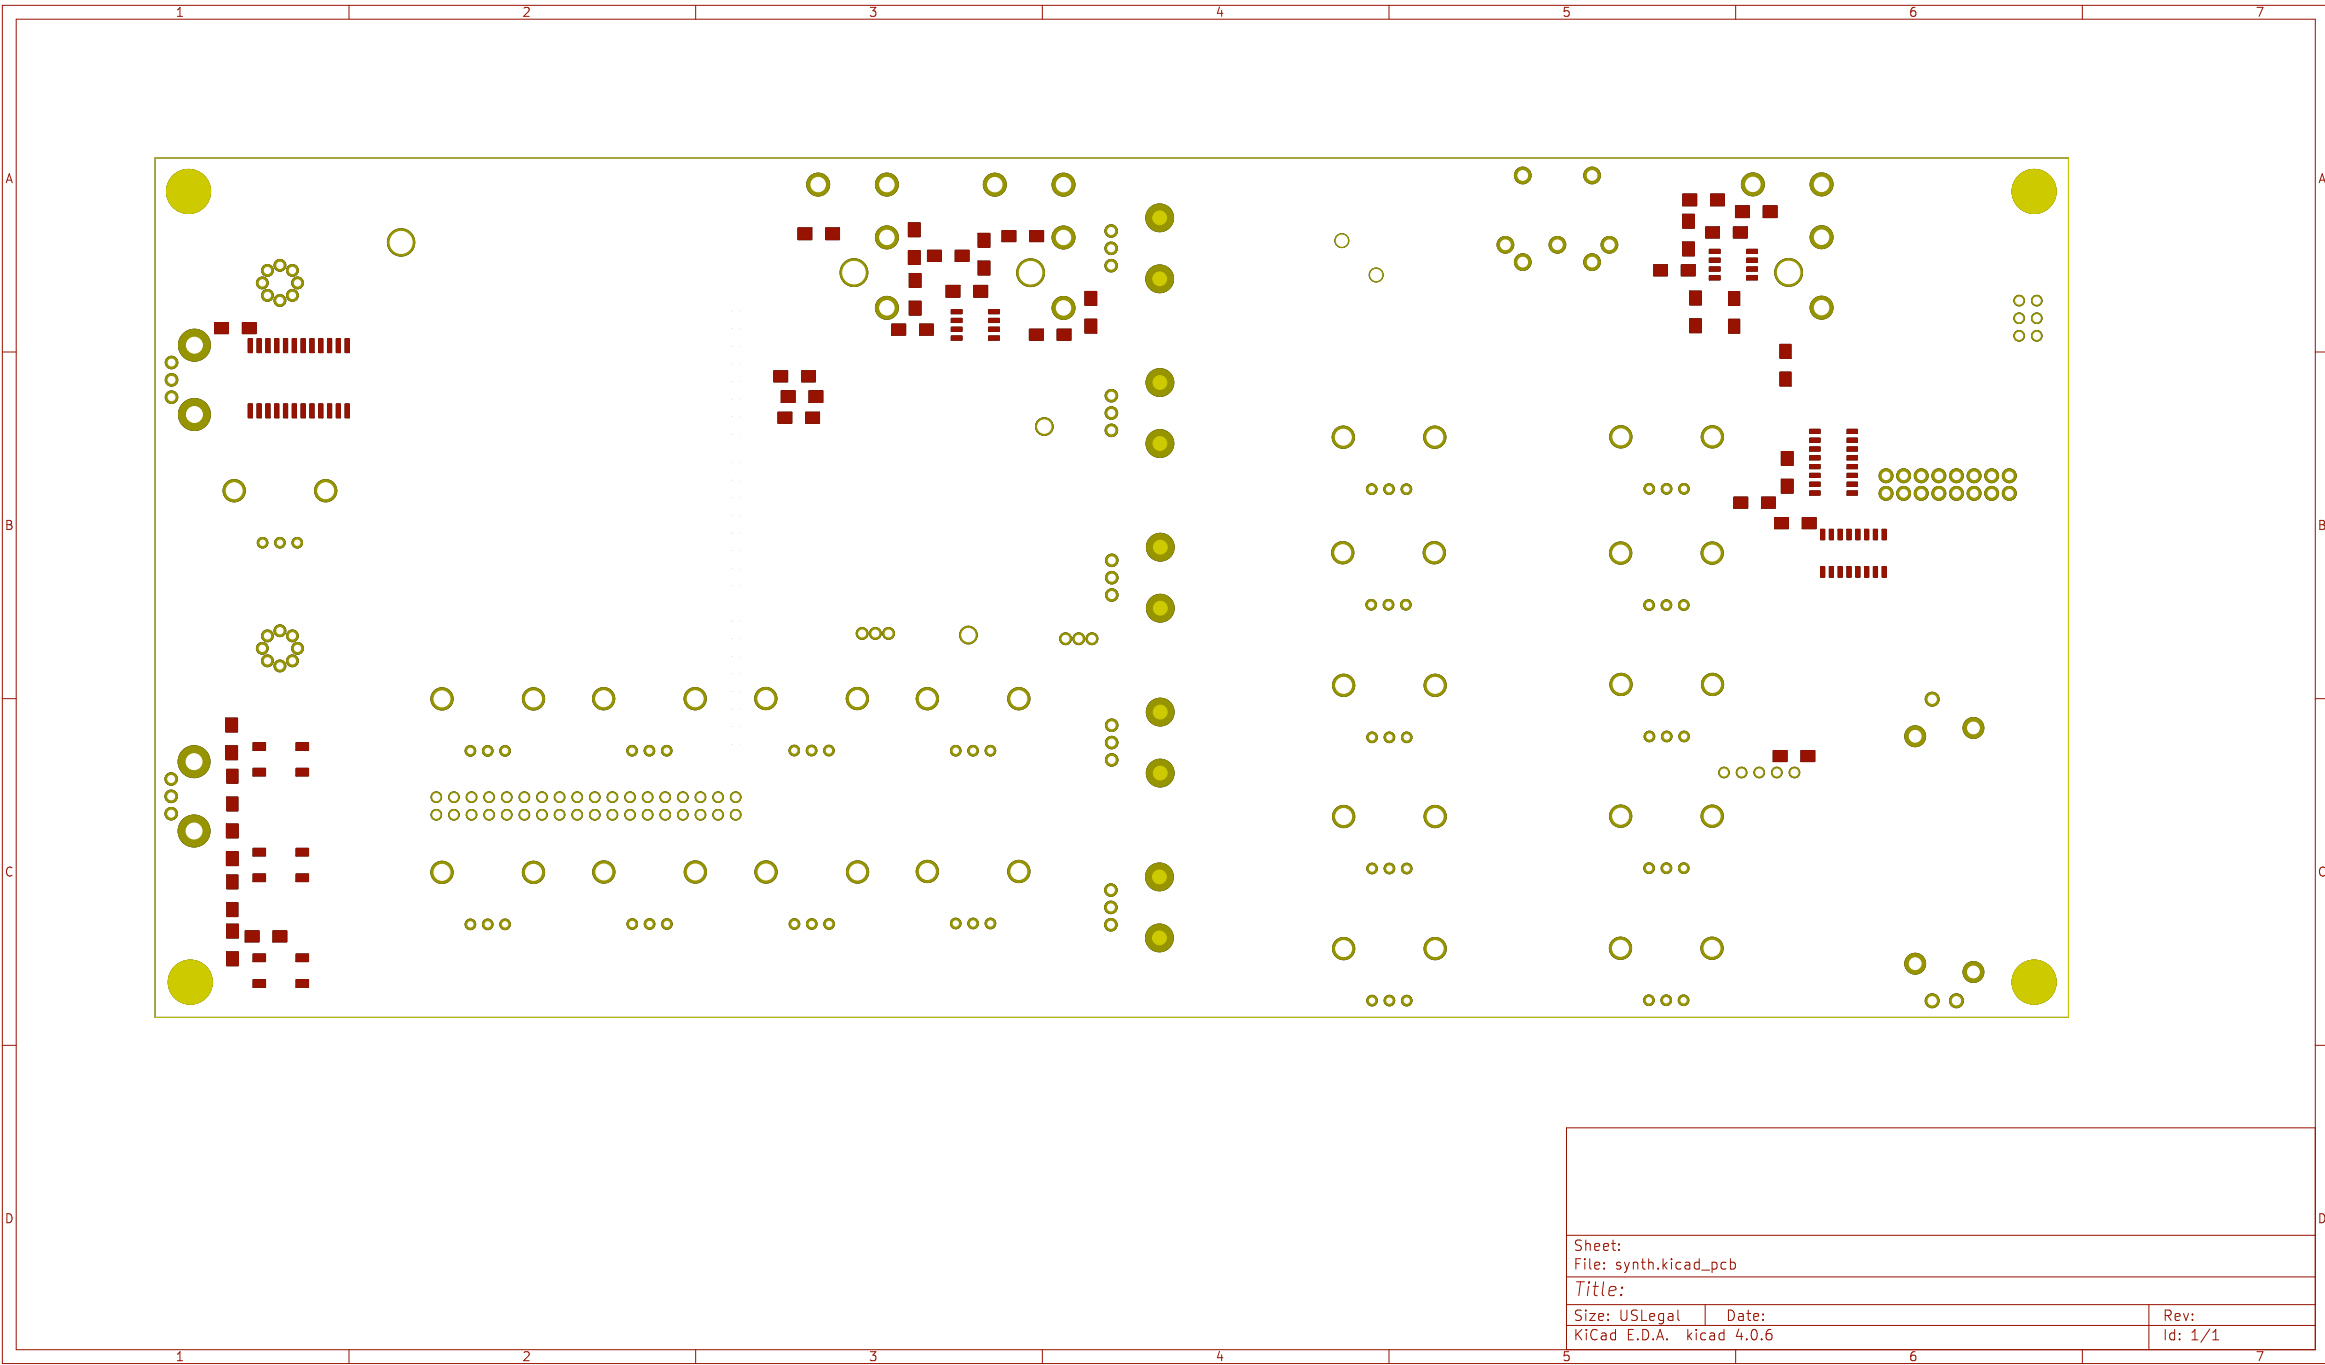 1 2 3 4 5 6 7
A A
B B
C C
D D
Sheet:
File: synth.kicad_pcb
Title:
Size: USLegal Date: Rev:
KiCad E.D.A. kicad 4.0.6 Id: 1/1
1 2 3 4 5 6 7